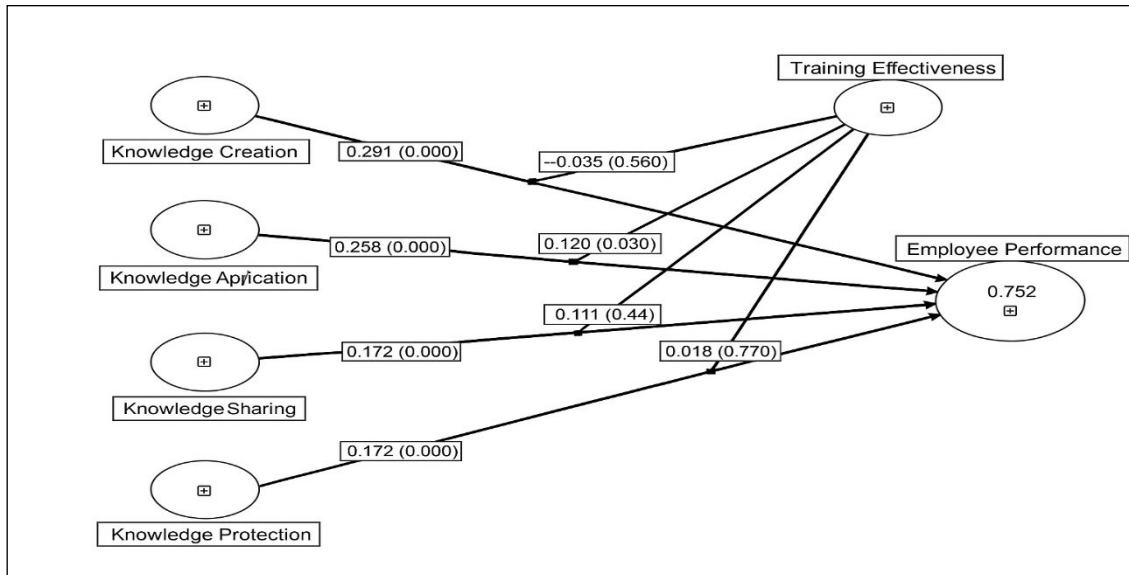 Training Effectiveness
Knowledge Creation
0.291 (0.000)
--0.035 (0.560)
Knowledge Ap/ication
0.258 (0.000)
0.120 (0.030)
Employee Performance
0.752
Knowledge Sharing
0.172 (0.000)
0.111 (0.44)
0.018 (0.770)
Knowledge Protection
0.172 (0.000)